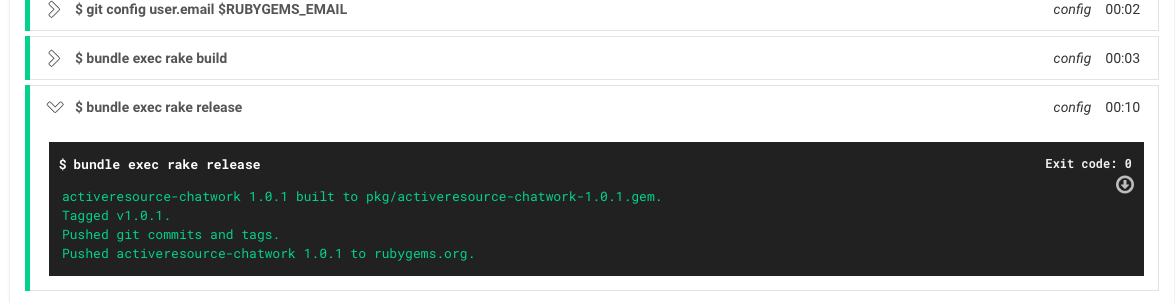 $ git config user.email $RUBYGEMS_EMAIL config 00:02
$ bundle exec rake build config 00:03
$ bundle exec rake release config 00:10
$ bundle exec rake release Exit code: 0
activeresource-chatwork 1.0.1 built to pkg/activeresource-chatwork-1.0.1.gem.
Tagged v1.0.1.
Pushed git commits and tags.
Pushed activeresource-chatwork 1.0.1 to rubygems.org.